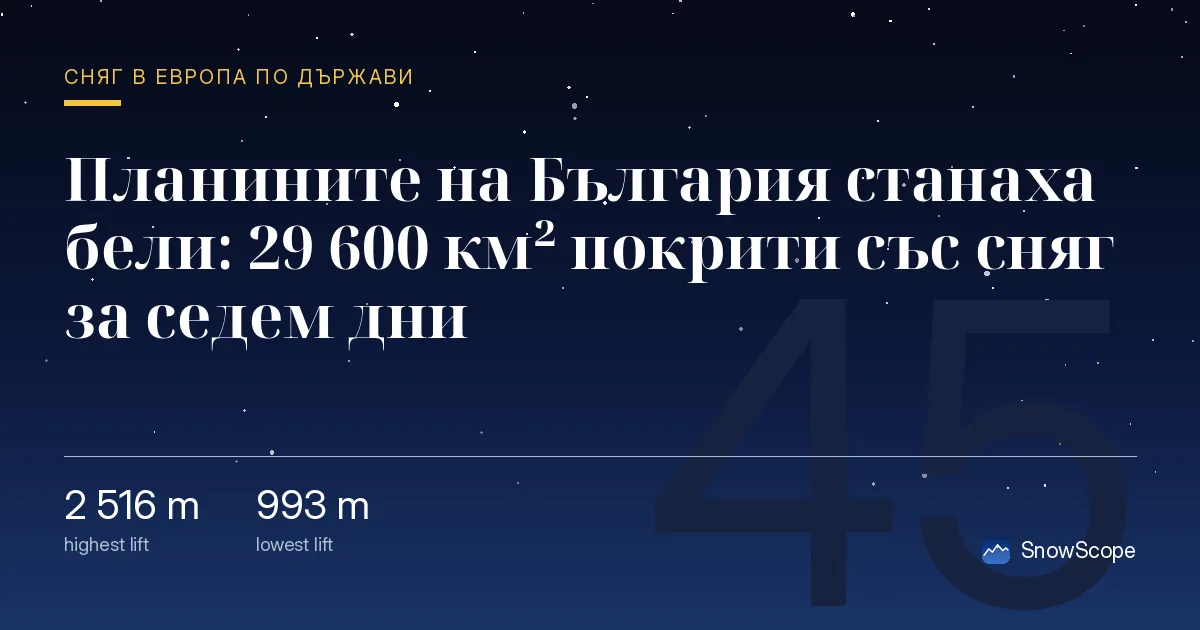 СНЯГ В ЕВРОПА ПО ДЪРЖАВИ
Планините на България станаха
бели: 29 600 км² покрити със сняг
за седем дни
45
2 516 m
993 m
highest lift
lowest lift
SnowScope